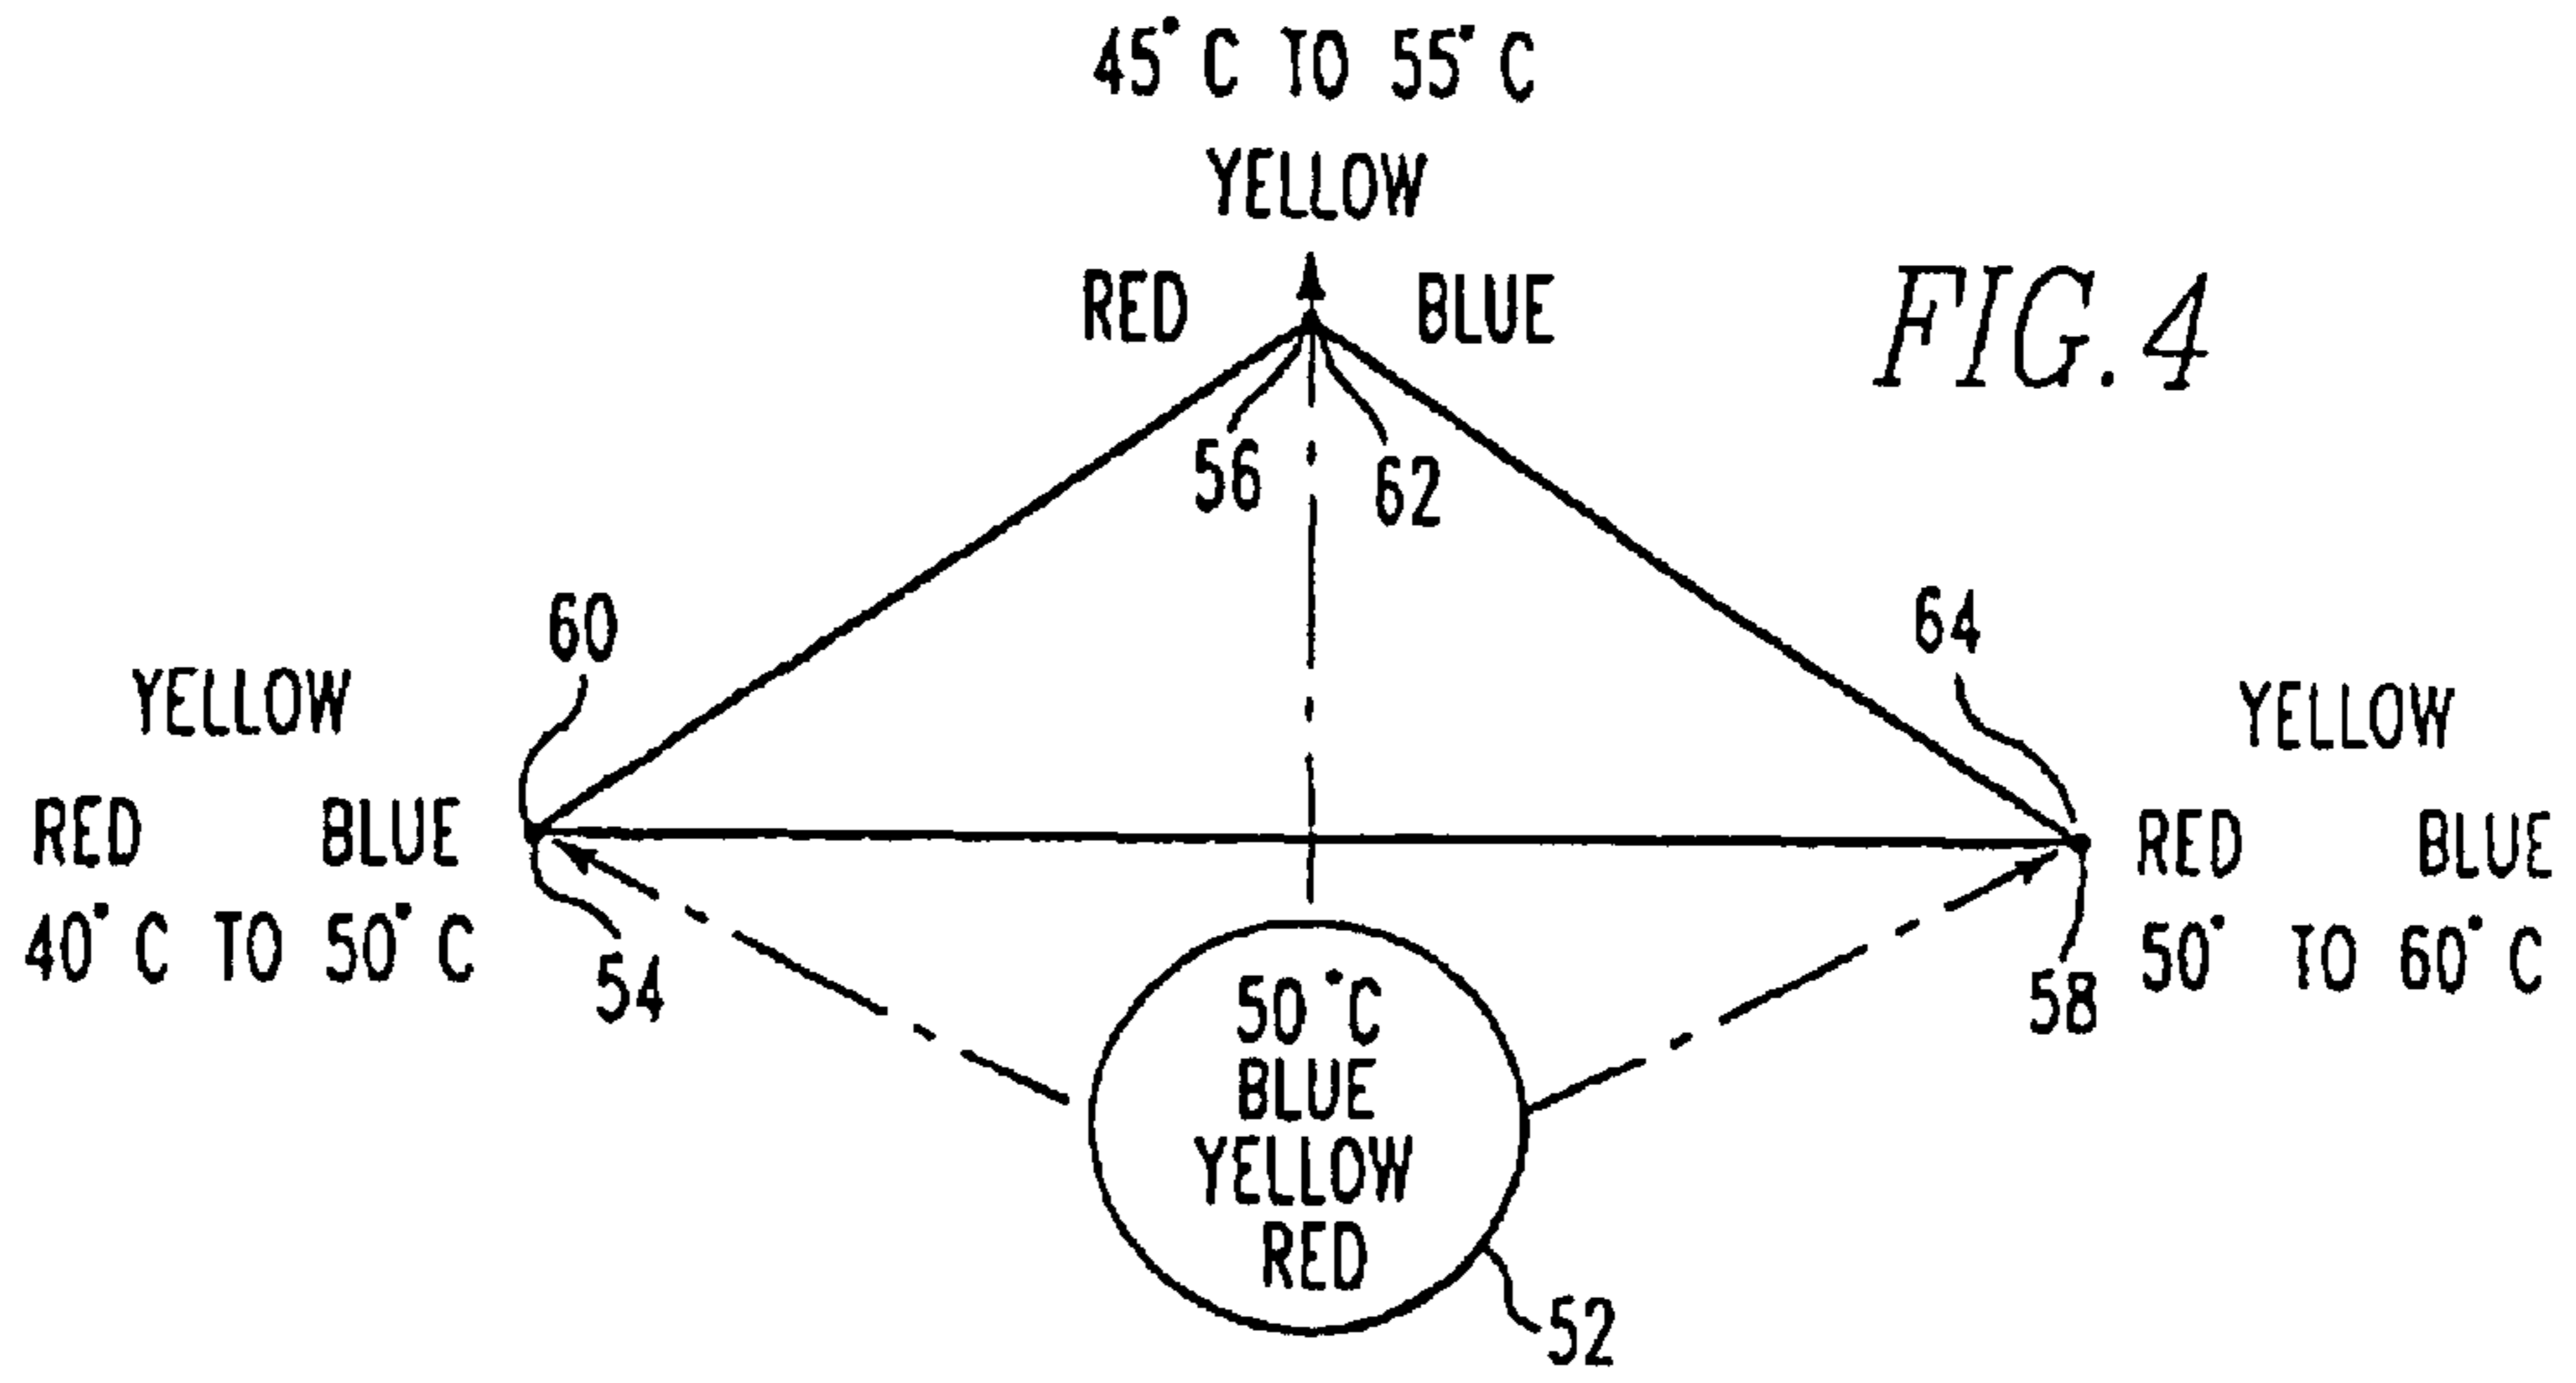 45°C TO 55°C
YELLOW
RED BLUE
FIG. 4
56 62
60
64
YELLOW
YELLOW
RED BLUE
RED BLUE
40°C TO 50°C
54
58
50° TO 60°C
50°C
BLUE
YELLOW
RED
52